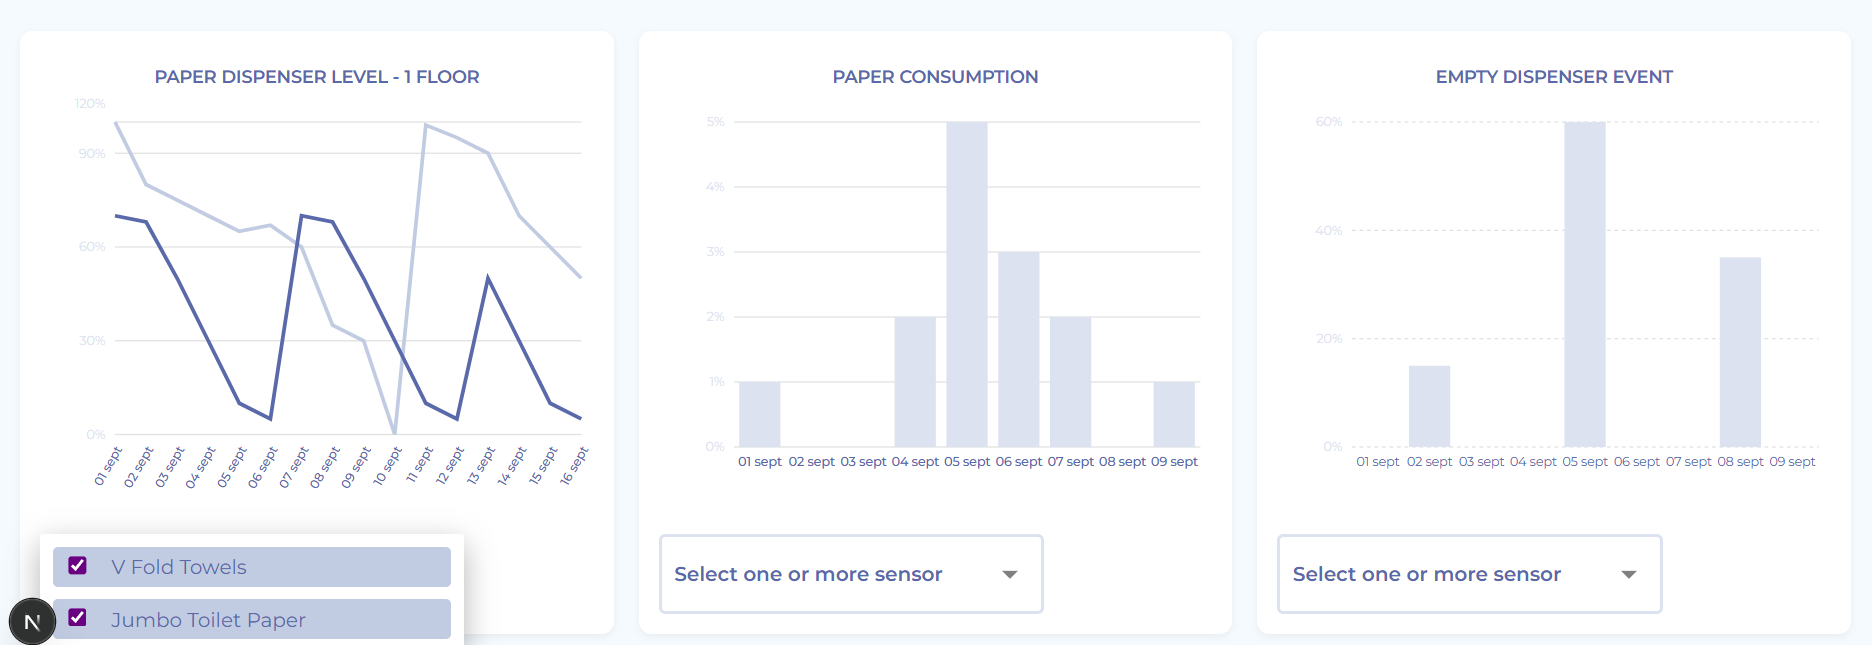 PAPER DISPENSER LEVEL - 1 FLOOR
120%
90%
60%
30%
0%
01 sept 02 sept 03 sept 04 sept 05 sept 06 sept 07 sept 08 sept 09 sept 10 sept 11 sept 12 sept 13 sept 14 sept 15 sept 16 sept
V Fold Towels
Jumbo Toilet Paper
N
PAPER CONSUMPTION
5%
4%
3%
2%
1%
0%
01 sept 02 sept 03 sept 04 sept 05 sept 06 sept 07 sept 08 sept 09 sept
Select one or more sensor
EMPTY DISPENSER EVENT
60%
40%
20%
0%
01 sept 02 sept 03 sept 04 sept 05 sept 06 sept 07 sept 08 sept 09 sept
Select one or more sensor